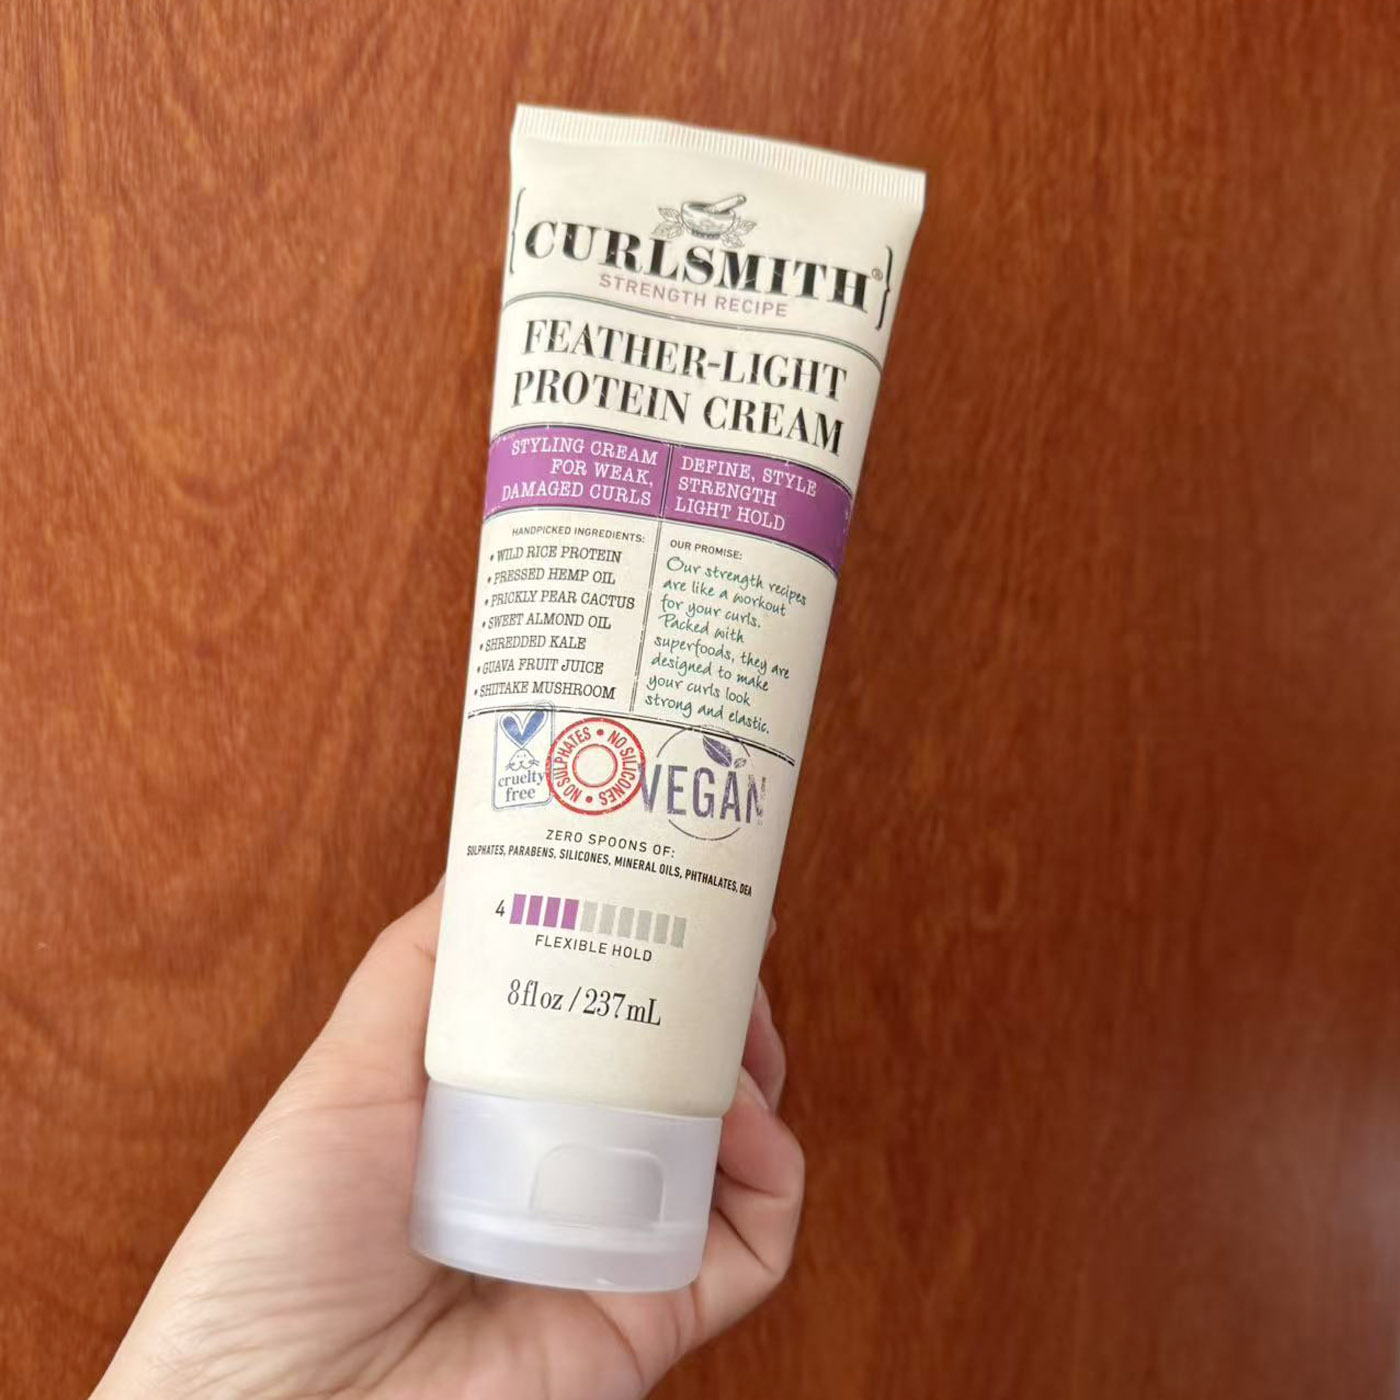 {CURLSMITH®}
STRENGTH RECIPE
FEATHER-LIGHT
PROTEIN CREAM
STYLING CREAM
FOR WEAK,
DAMAGED CURLS
DEFINE, STYLE
STRENGTH
LIGHT HOLD
HANDPICKED INGREDIENTS:
• WILD RICE PROTEIN
• PRESSED HEMP OIL
• PRICKLY PEAR CACTUS
• SWEET ALMOND OIL
• SHREDDED KALE
• GUAVA FRUIT JUICE
• SHIITAKE MUSHROOM
OUR PROMISE:
Our strength recipes
are like a workout
for your curls.
Packed with
superfoods, they are
designed to make
your curls look
strong and elastic.
cruelty
free
NO SULPHATES • NO SILICONES •
VEGAN
ZERO SPOONS OF:
SULPHATES, PARABENS, SILICONES, MINERAL OILS, PHTHALATES, DEA
4
FLEXIBLE HOLD
8fl oz / 237mL